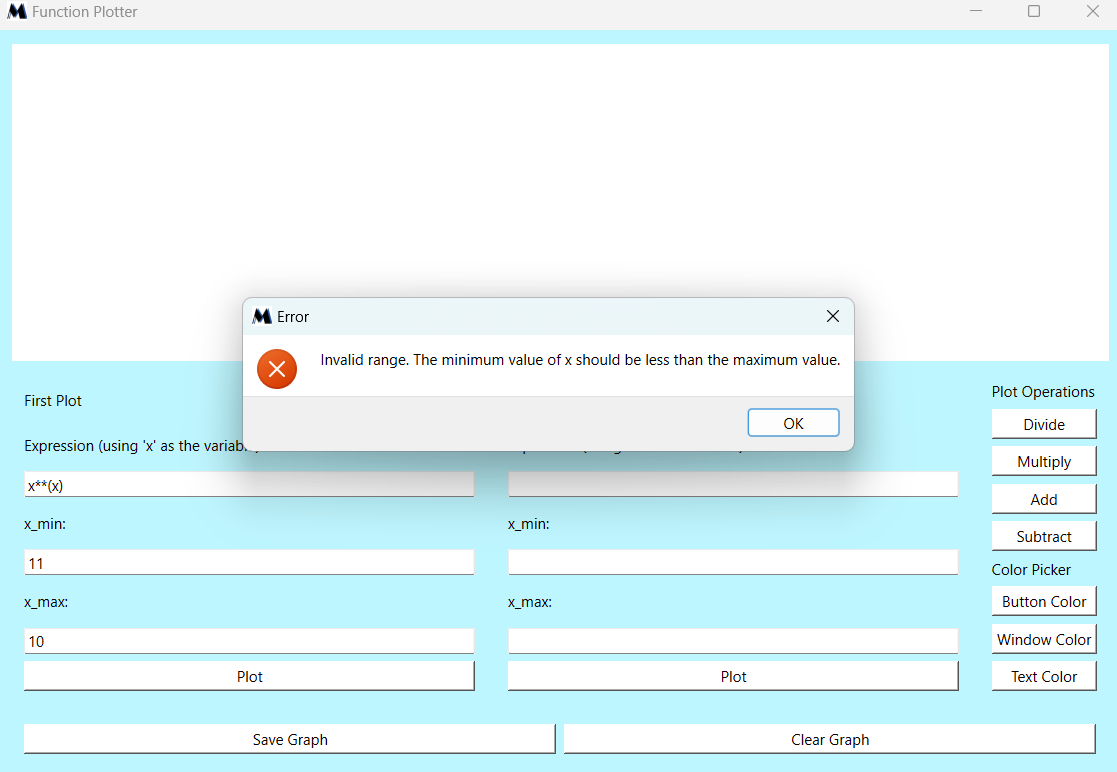 Function Plotter
Error
Invalid range. The minimum value of x should be less than the maximum value.
OK
First Plot
Expression (using 'x' as the variab
x**(x)
x_min:
11
x_max:
10
Plot
x_min:
x_max:
Plot
Plot Operations
Divide
Multiply
Add
Subtract
Color Picker
Button Color
Window Color
Text Color
Save Graph
Clear Graph